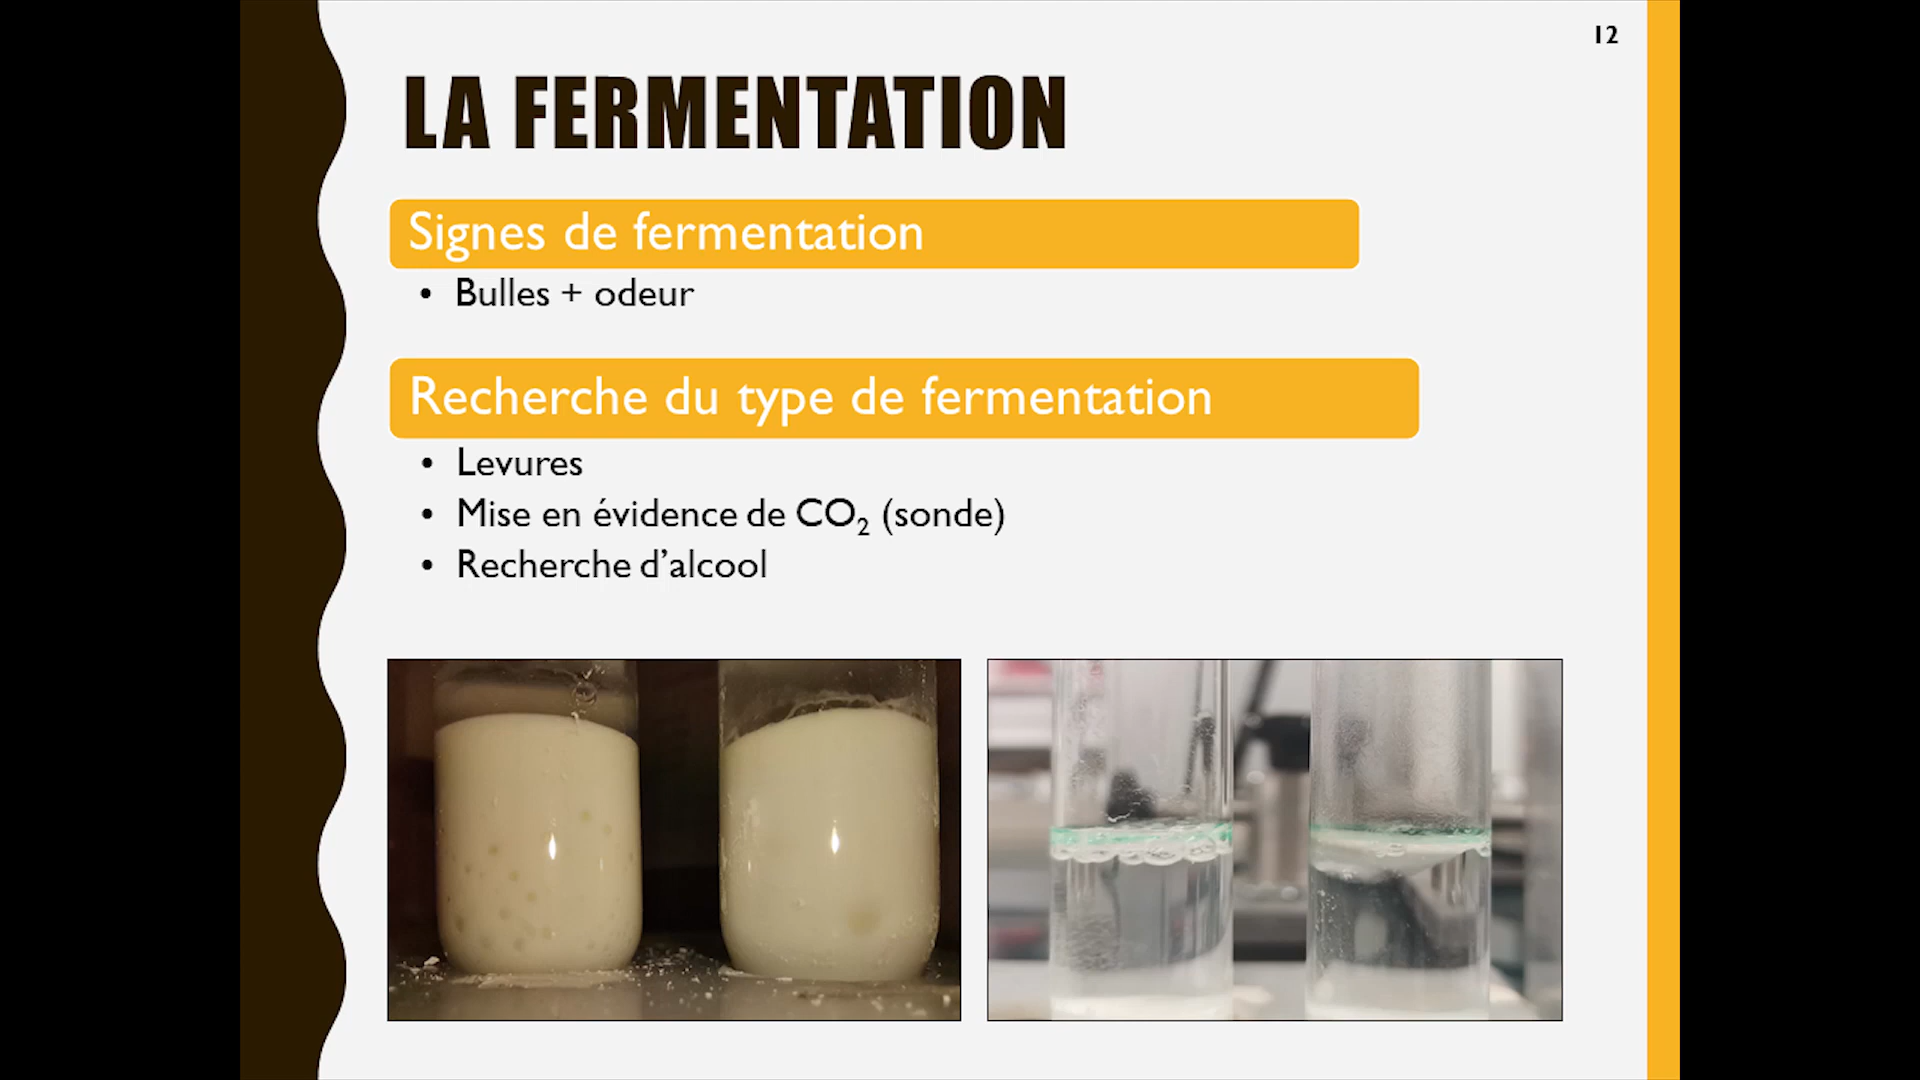 12
LA FERMENTATION
Signes de fermentation
• Bulles + odeur
Recherche du type de fermentation
• Levures
• Mise en évidence de CO₂ (sonde)
• Recherche d’alcool